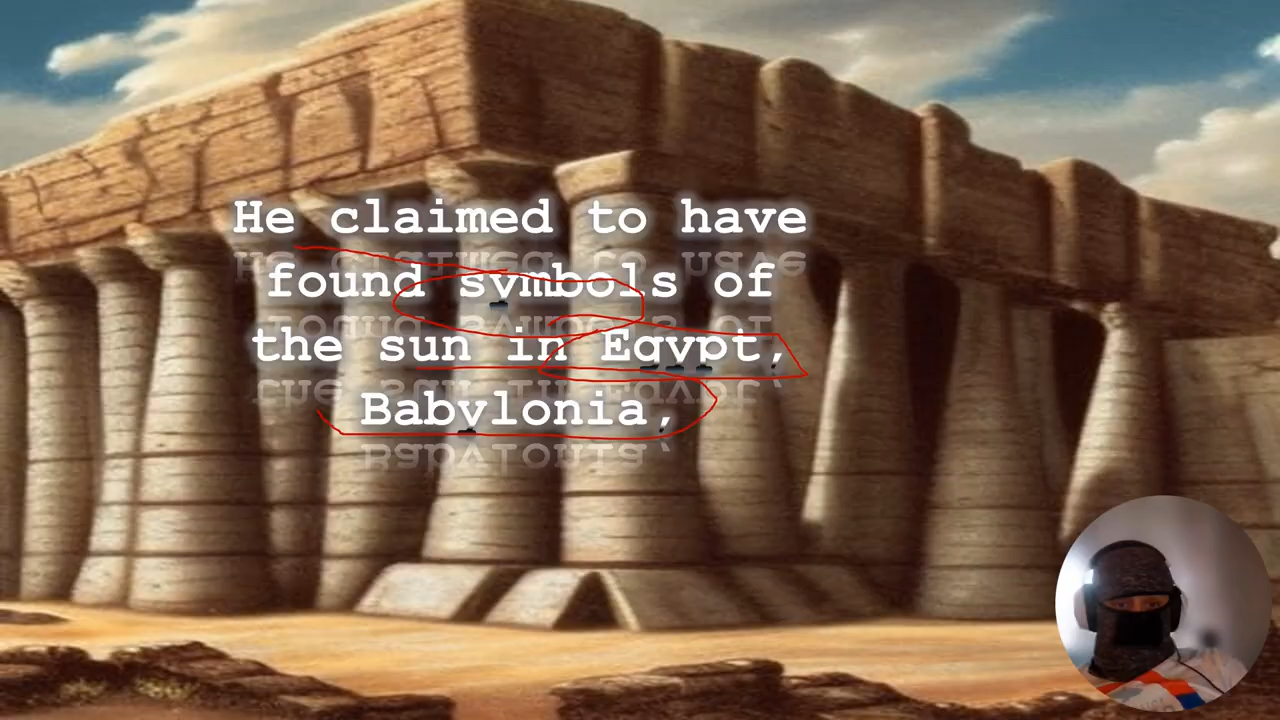 He claimed to have
found symbols of
the sun in Egypt,
Babylonia,